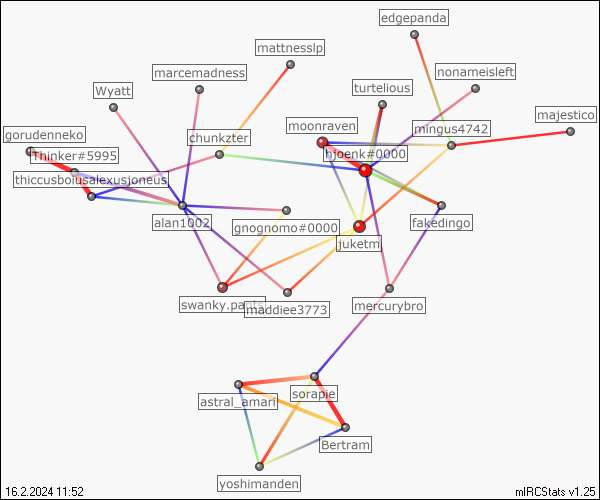 edgepanda
mattnesslp
marcemadness
nonameisleft
turtelious
Wyatt
majestico
moonraven
mingus4742
gorudenneko
chunkzter
hjoenk#0000
Thinker#5995
thiccusboiusalexusjoneus
alan1002
gnognomo#0000
fakedingo
juketm
swanky.pants
maddiee3773
mercurybro
sorapie
astral_amari
Bertram
yoshimanden
16.2.2024 11:52
mIRCStats v1.25